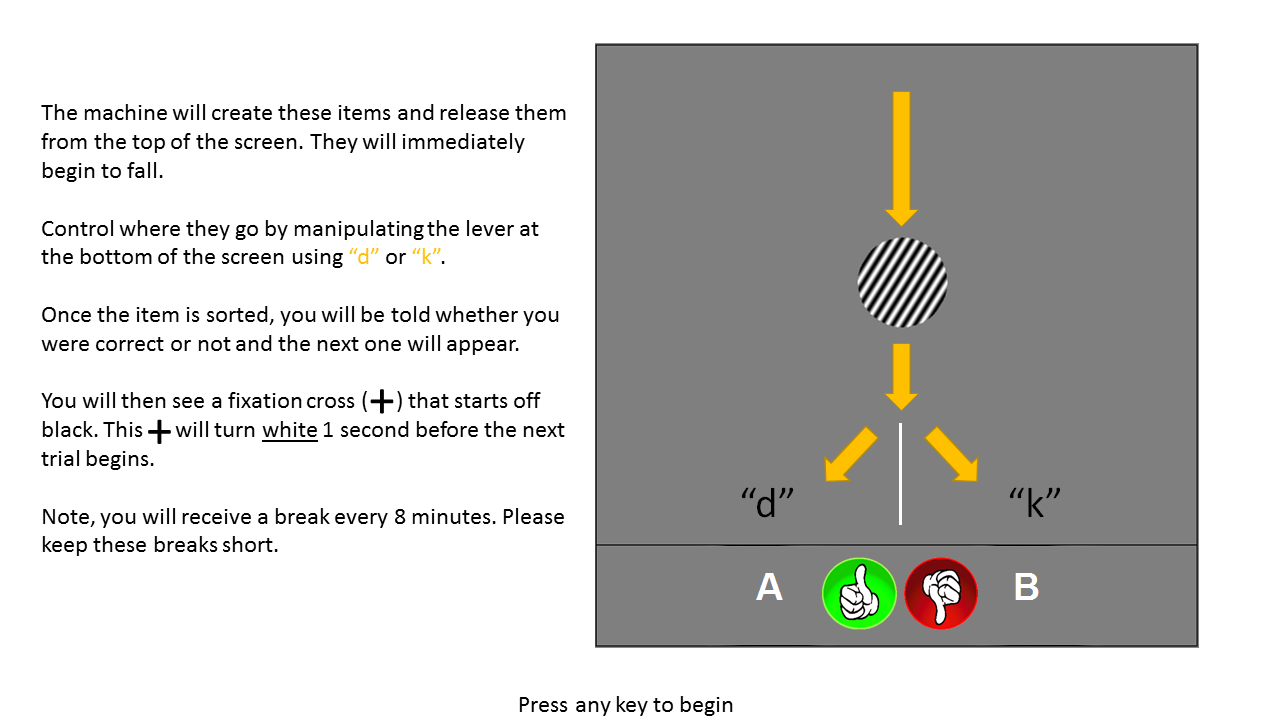 The machine will create these items and release them
from the top of the screen. They will immediately
begin to fall.
Control where they go by manipulating the lever at
the bottom of the screen using “d” or “k”.
Once the item is sorted, you will be told whether you
were correct or not and the next one will appear.
You will then see a fixation cross (+) that starts off
black. This + will turn white 1 second before the next
trial begins.
Note, you will receive a break every 8 minutes. Please
keep these breaks short.
“d” “k”
A B
Press any key to begin